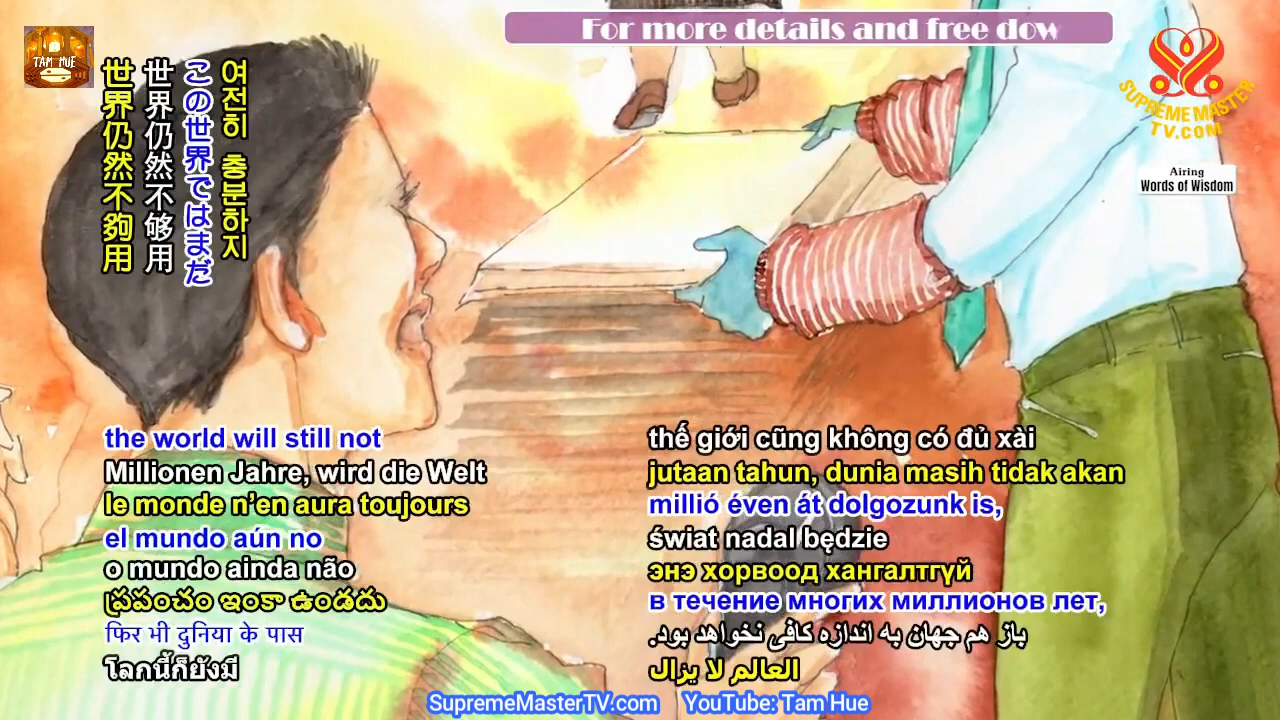 For more details and free dow
TAM HUE
SUPREME MASTER
TV.COM
Airing
Words of Wisdom
世界仍然不夠用
世界仍然不够用
この世界ではまだ
여전히 충분하지
the world will still not
Millionen Jahre, wird die Welt
le monde n'en aura toujours
el mundo aún no
o mundo ainda não
ప్రపంచం ఇంకా ఉండదు
फिर भी दुनिया के पास
โลกนี้ก็ยังมี
thế giới cũng không có đủ xài
jutaan tahun, dunia masih tidak akan
millió éven át dolgozunk is,
świat nadal będzie
энэ хорвоод хангалтгүй
в течение многих миллионов лет,
باز هم جهان به اندازه کافی نخواهد بود.
العالم لا يزال
SupremeMasterTV.com YouTube: Tam Hue